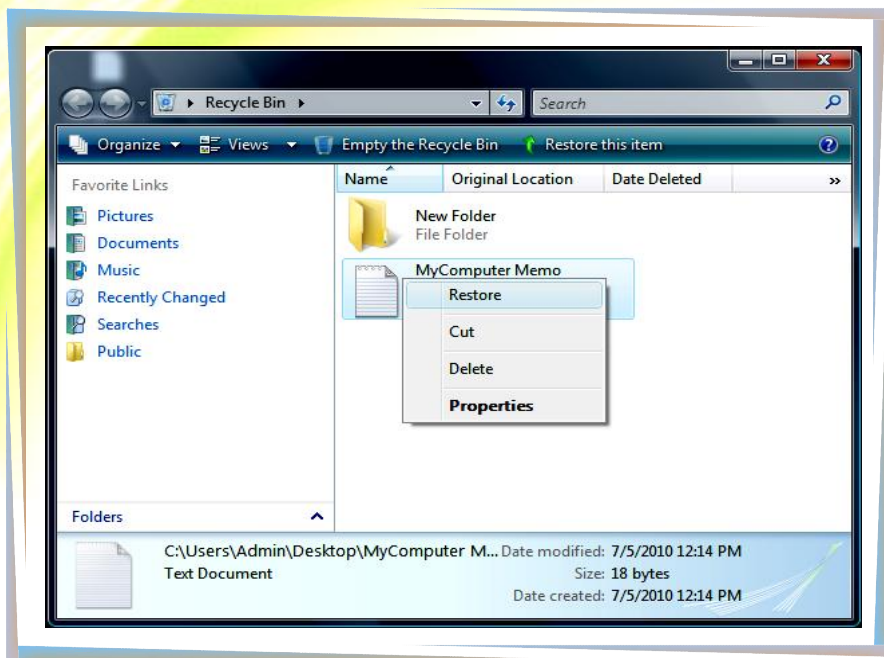 Recycle Bin
Search
Organize Views Empty the Recycle Bin Restore this item
Favorite Links
Pictures
Documents
Music
Recently Changed
Searches
Public
Folders
Name Original Location Date Deleted
New Folder
File Folder
MyComputer Memo
Restore
Cut
Delete
Properties
C:\Users\Admin\Desktop\MyComputer M... Date modified: 7/5/2010 12:14 PM
Text Document Size: 18 bytes
Date created: 7/5/2010 12:14 PM